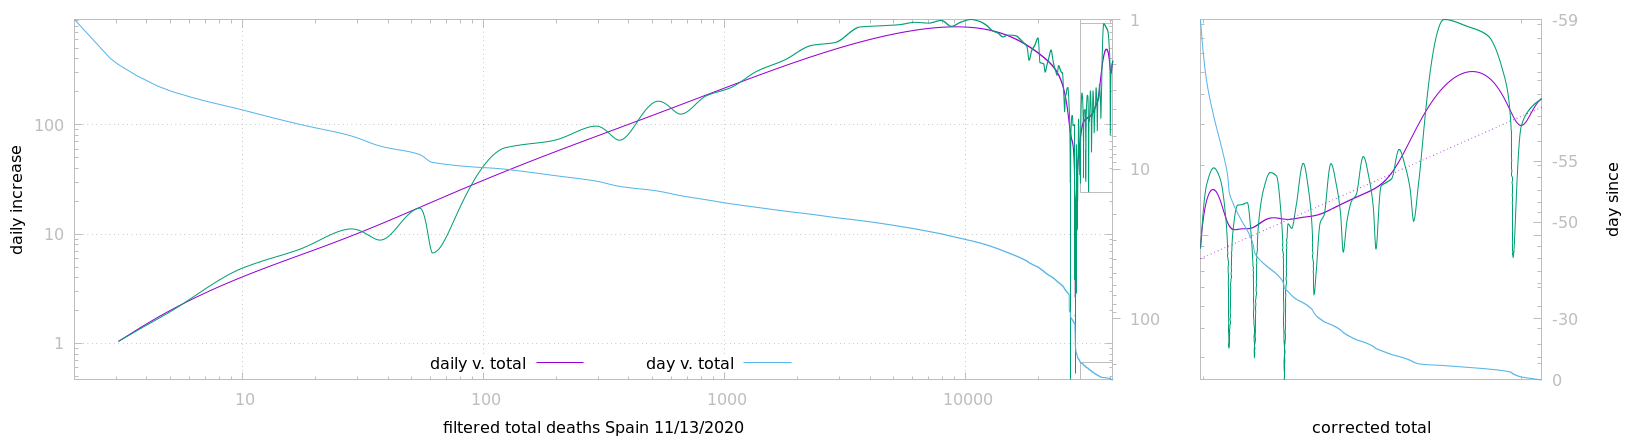 daily increase
100
10
1
10
100
1000
10000
filtered total deaths Spain 11/13/2020
daily v. total
day v. total
1
10
100
-59
-55
-50
-30
0
day since
corrected total